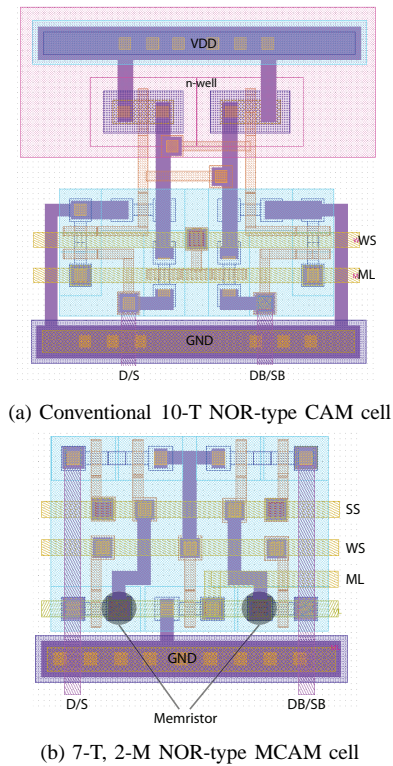 VDD
n-well
WS
ML
GND
D/S DB/SB
(a) Conventional 10-T NOR-type CAM cell
SS
WS
ML
GND
D/S DB/SB
Memristor
(b) 7-T, 2-M NOR-type MCAM cell